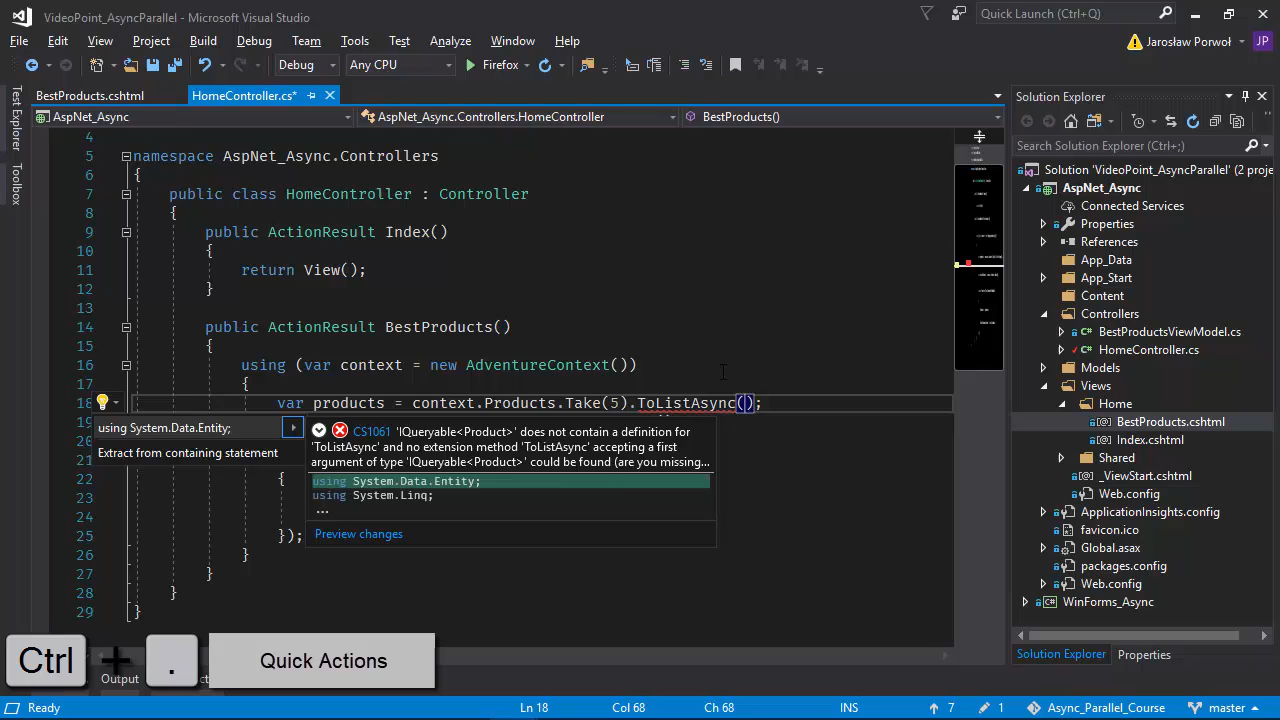 VideoPoint_AsyncParallel - Microsoft Visual Studio
Quick Launch (Ctrl+Q)
File Edit View Project Build Debug Team Tools Test Analyze Window Help
Jarosław Porwoł JP
Debug Any CPU Firefox
Test Explorer
Toolbox
BestProducts.cshtml HomeController.cs*
AspNet_Async AspNet_Async.Controllers.HomeController BestProducts()
4
5 namespace AspNet_Async.Controllers
6 {
7 public class HomeController : Controller
8 {
9 public ActionResult Index()
10 {
11 return View();
12 }
13
14 public ActionResult BestProducts()
15 {
16 using (var context = new AdventureContext())
17 {
18 var products = context.Products.Take(5).ToListAsync();
using System.Data.Entity;
Extract from containing statement
CS1061 'IQueryable<Product>' does not contain a definition for
'ToListAsync' and no extension method 'ToListAsync' accepting a first
argument of type 'IQueryable<Product>' could be found (are you missing...
using System.Data.Entity;
using System.Linq;
...
Preview changes
19
20
21
22 {
23
24
25 });
26 }
27 }
28 }
29 }
Solution Explorer
Search Solution Explorer (Ctrl+;)
Solution 'VideoPoint_AsyncParallel' (2 proje
AspNet_Async
Connected Services
Properties
References
App_Data
App_Start
Content
Controllers
BestProductsViewModel.cs
HomeController.cs
Models
Views
Home
BestProducts.cshtml
Index.cshtml
Shared
_ViewStart.cshtml
Web.config
ApplicationInsights.config
favicon.ico
Global.asax
packages.config
Web.config
WinForms_Async
Solution Explorer Properties
Ctrl + . Quick Actions
Output
Ready Ln 18 Col 68 Ch 68 INS 7 1 Async_Parallel_Course master